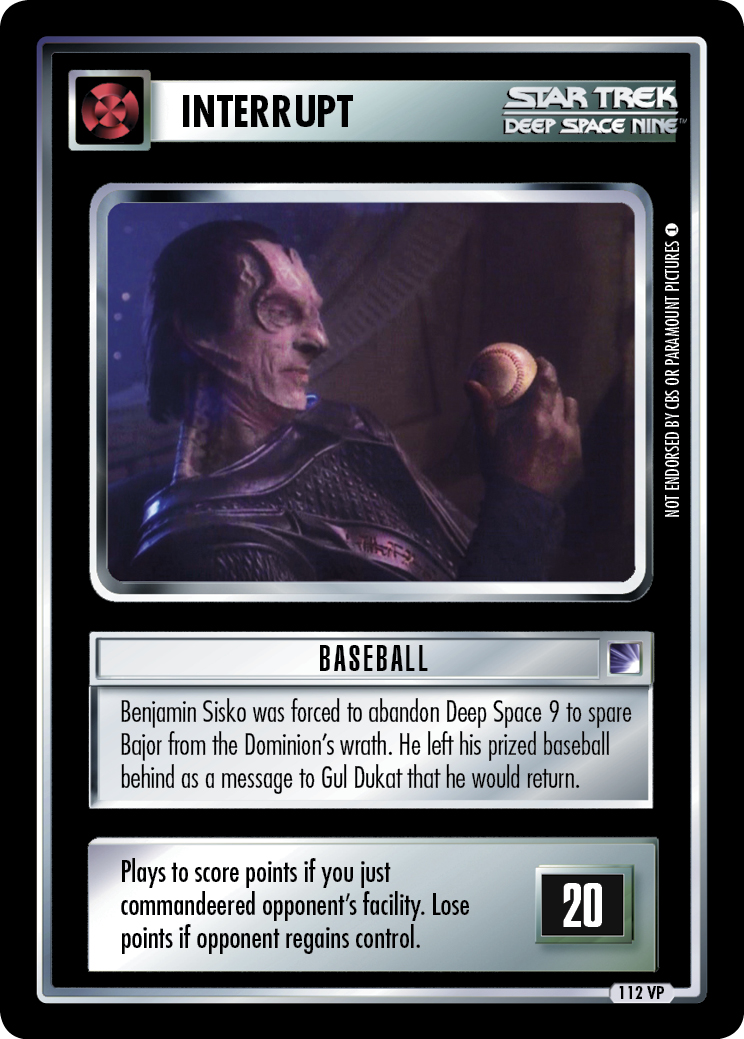 INTERRUPT
STAR TREK
DEEP SPACE NINE™
NOT ENDORSED BY CBS OR PARAMOUNT PICTURES 1
BASEBALL
Benjamin Sisko was forced to abandon Deep Space 9 to spare
Bajor from the Dominion's wrath. He left his prized baseball
behind as a message to Gul Dukat that he would return.
Plays to score points if you just
commandeered opponent's facility. Lose
points if opponent regains control.
20
112 VP